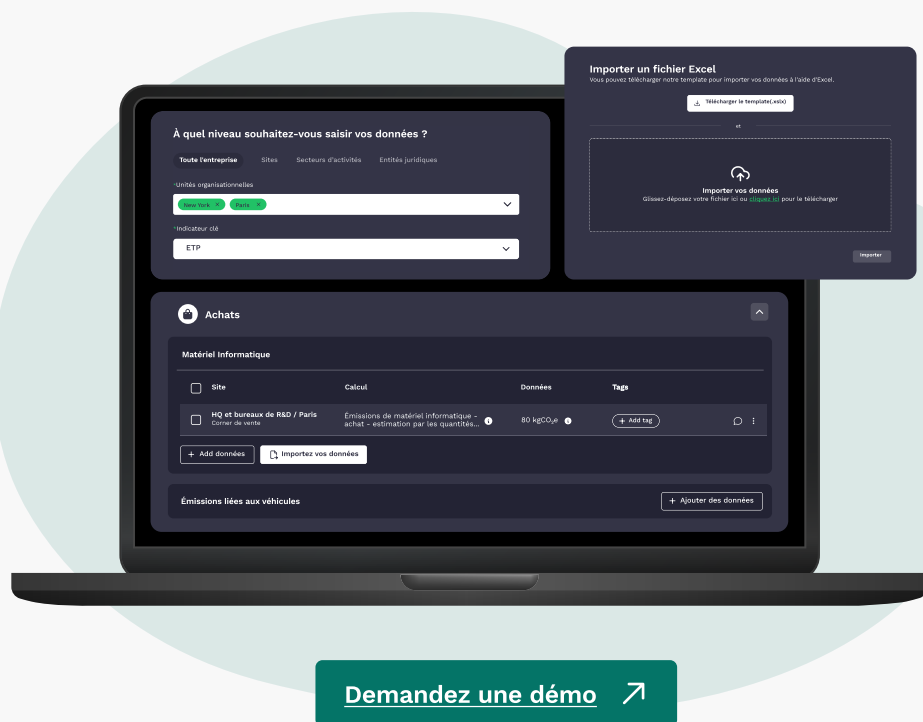 Importer un fichier Excel
Vous pouvez télécharger notre template pour importer vos données à l'aide d'Excel.
Télécharger le template(.xslx)
et
Importer vos données
Glissez-déposez votre fichier ici ou cliquez ici pour le télécharger
Importer
À quel niveau souhaitez-vous saisir vos données ?
Toute l'entreprise Sites Secteurs d'activités Entités juridiques
*Unités organisationnelles
New York × Paris ×
*Indicateur clé
ETP
Achats
Matériel Informatique
Site Calcul Données Tags
HQ et bureaux de R&D / Paris
Corner de vente
Émissions de matériel informatique -
achat - estimation par les quantités...
80 kgCO₂e
+ Add tag
+ Add données
Importez vos données
Émissions liées aux véhicules
+ Ajouter des données
Demandez une démo